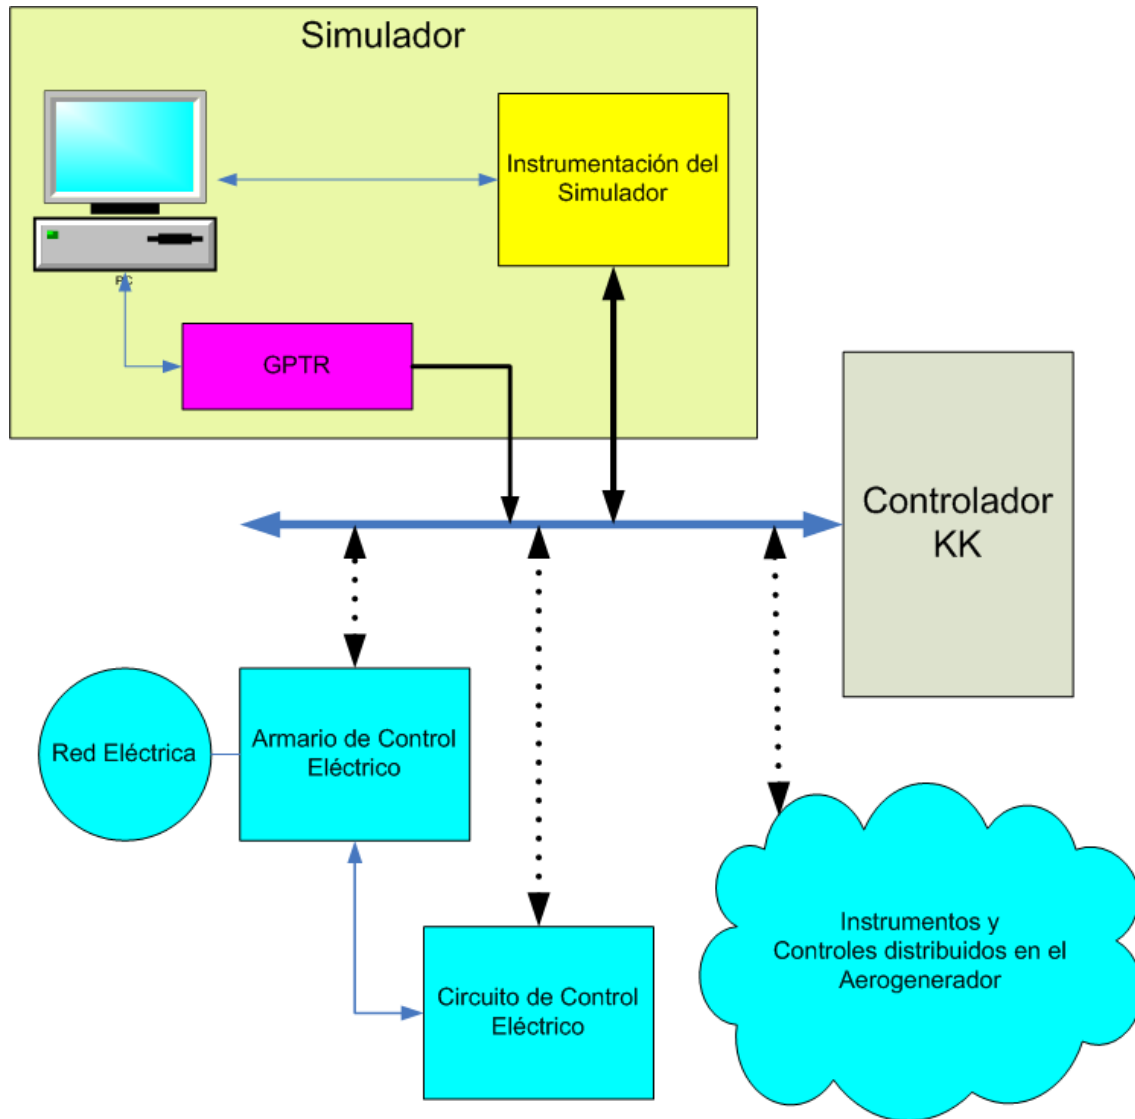 Simulador
Instrumentación del
Simulador
PC
GPTR
Controlador
KK
Red Eléctrica
Armario de Control
Eléctrico
Circuito de Control
Eléctrico
Instrumentos y
Controles distribuidos en el
Aerogenerador